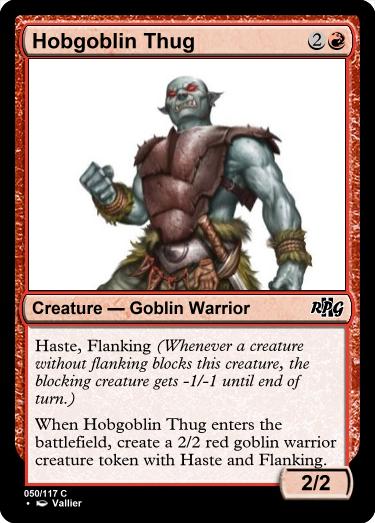 Hobgoblin Thug 2
RPG
Creature — Goblin Warrior
Haste, Flanking (Whenever a creature
without flanking blocks this creature, the
blocking creature gets -1/-1 until end of
turn.)
When Hobgoblin Thug enters the
battlefield, create a 2/2 red goblin warrior
creature token with Haste and Flanking.
2/2
050/117 C
• Vallier